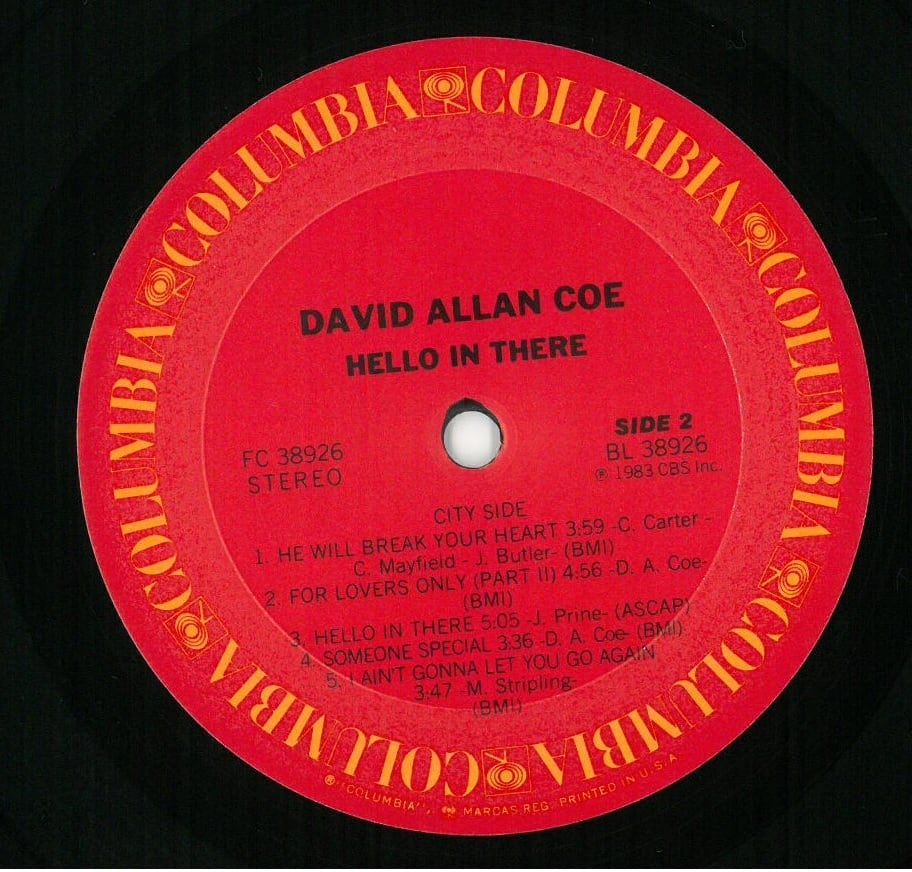 COLUMBIA COLUMBIA COLUMBIA COLUMBIA COLUMBIA COLUMBIA
DAVID ALLAN COE
HELLO IN THERE
FC 38926
STEREO
SIDE 2
BL 38926
℗ 1983 CBS Inc.
CITY SIDE
1. HE WILL BREAK YOUR HEART 3:59 -C. Carter -
C. Mayfield - J. Butler- (BMI)
2. FOR LOVERS ONLY (PART II) 4:56 -D. A. Coe-
(BMI)
3. HELLO IN THERE 5:05 -J. Prine- (ASCAP)
4. SOMEONE SPECIAL 3:36 -D. A. Coe- (BMI)
5. I AIN'T GONNA LET YOU GO AGAIN
3:47 -M. Stripling-
(BMI)
® "COLUMBIA", MARCAS REG. PRINTED IN U.S.A.